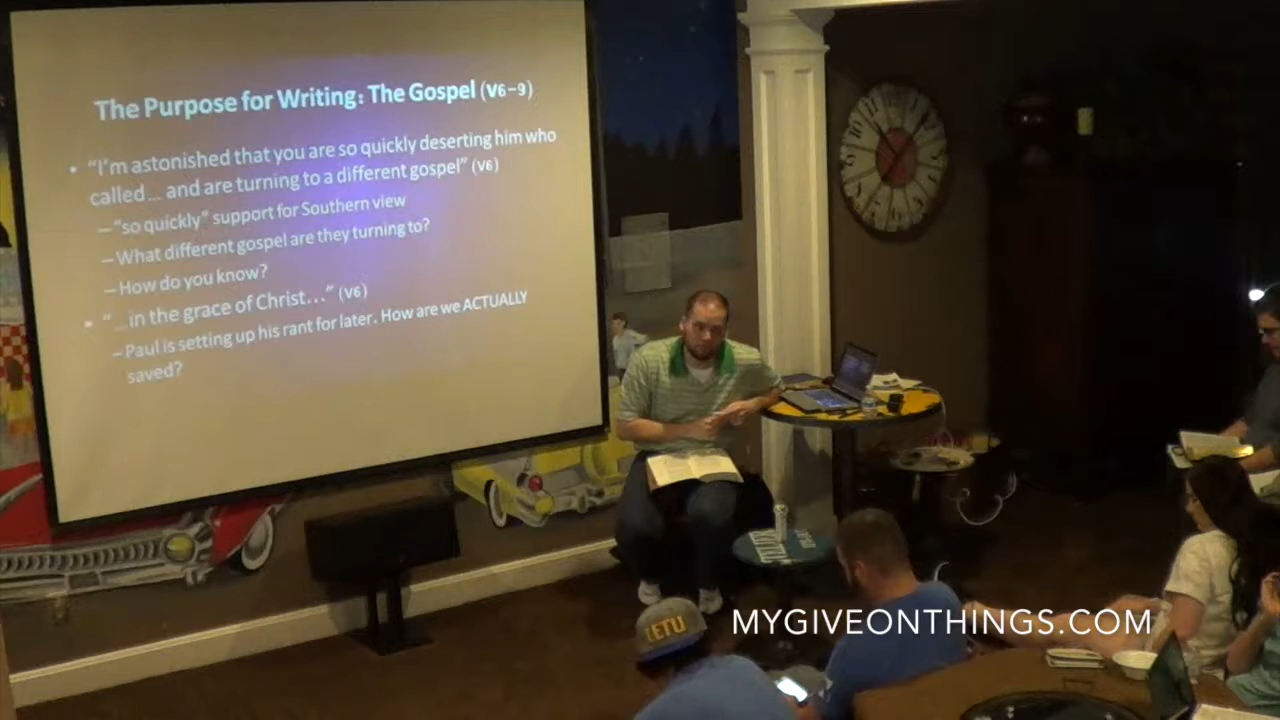 The Purpose for Writing: The Gospel (v6-9)
• "I'm astonished that you are so quickly deserting him who
called... and are turning to a different gospel" (v6)
–"so quickly" support for Southern view
–What different gospel are they turning to?
–How do you know?
• "...in the grace of Christ..." (v6)
–Paul is setting up his rant for later. How are we ACTUALLY
saved?
ETU
MYGIVEONTHINGS.COM